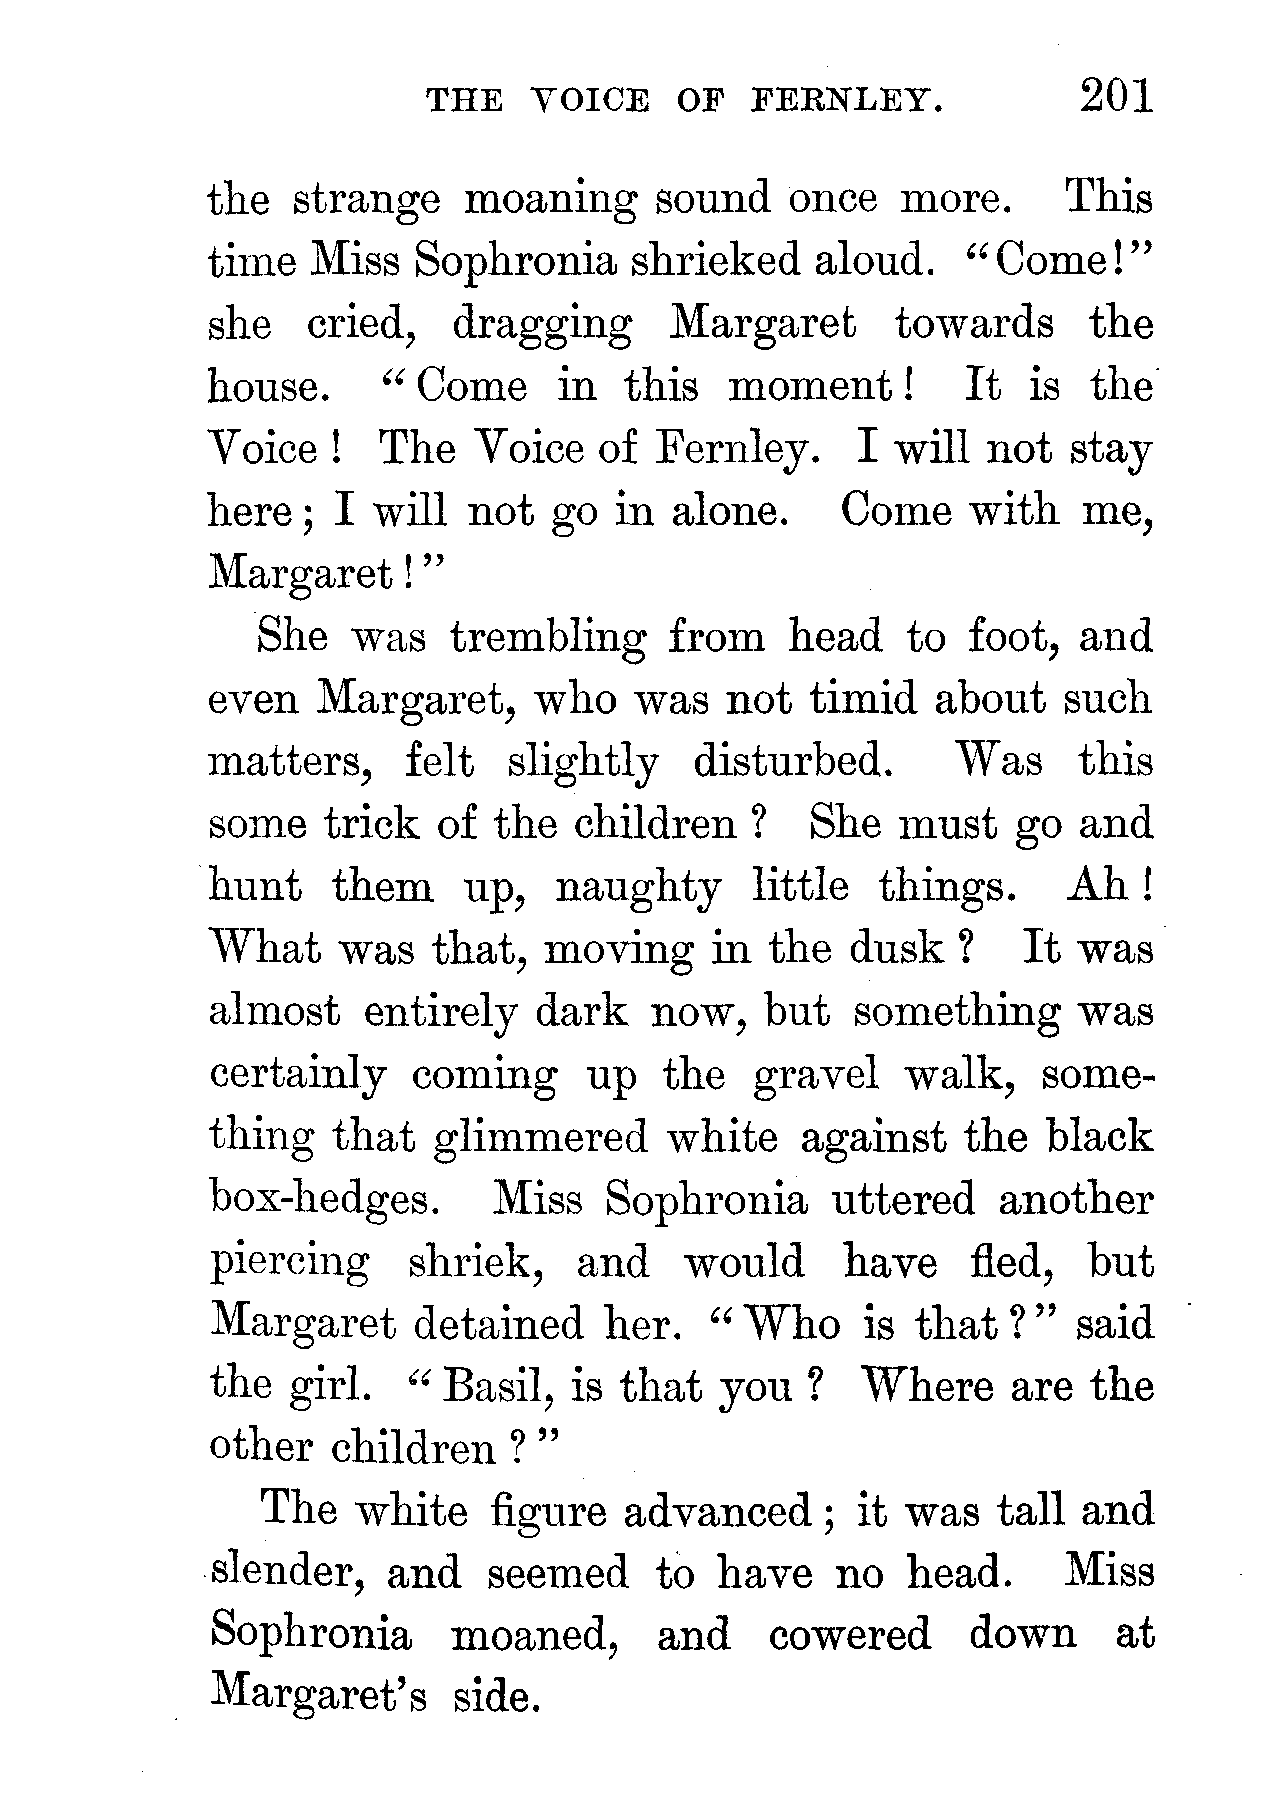 THE VOICE OF FERNLEY. 201
the strange moaning sound once more. This
time Miss Sophronia shrieked aloud. "Come!"
she cried, dragging Margaret towards the
house. "Come in this moment! It is the
Voice! The Voice of Fernley. I will not stay
here; I will not go in alone. Come with me,
Margaret!"
She was trembling from head to foot, and
even Margaret, who was not timid about such
matters, felt slightly disturbed. Was this
some trick of the children? She must go and
hunt them up, naughty little things. Ah!
What was that, moving in the dusk? It was
almost entirely dark now, but something was
certainly coming up the gravel walk, some-
thing that glimmered white against the black
box-hedges. Miss Sophronia uttered another
piercing shriek, and would have fled, but
Margaret detained her. "Who is that?" said
the girl. "Basil, is that you? Where are the
other children?"
The white figure advanced; it was tall and
slender, and seemed to have no head. Miss
Sophronia moaned, and cowered down at
Margaret's side.